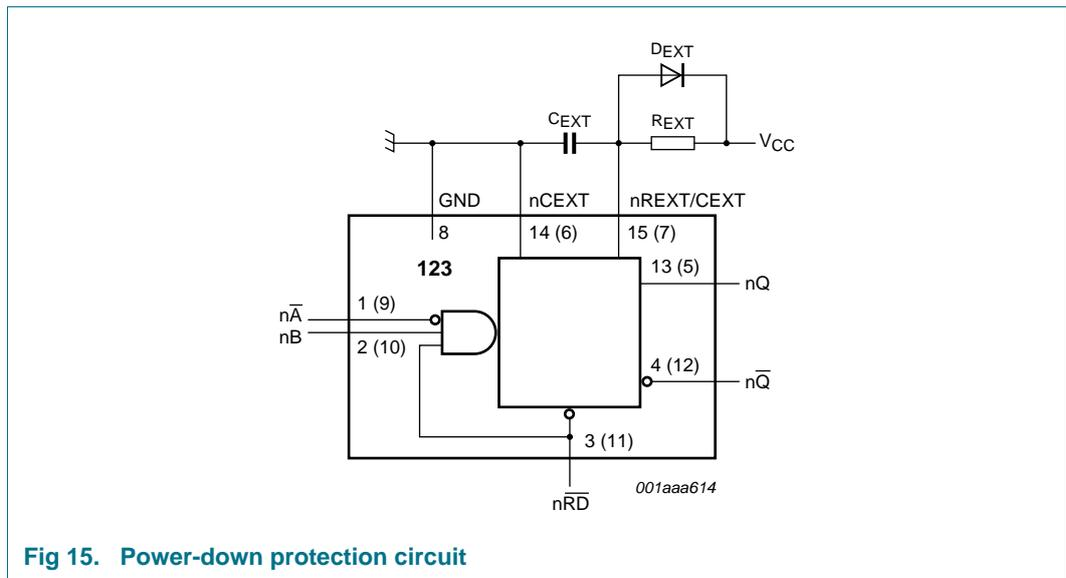 DEXT
CEXT
REXT
VCC
GND
nCEXT
nREXT/CEXT
8
14 (6)
15 (7)
123
13 (5)
nQ
1 (9)
nA̅
nB
2 (10)
4 (12)
nQ̅
3 (11)
001aaa614
nR̅D̅
Fig 15. Power-down protection circuit